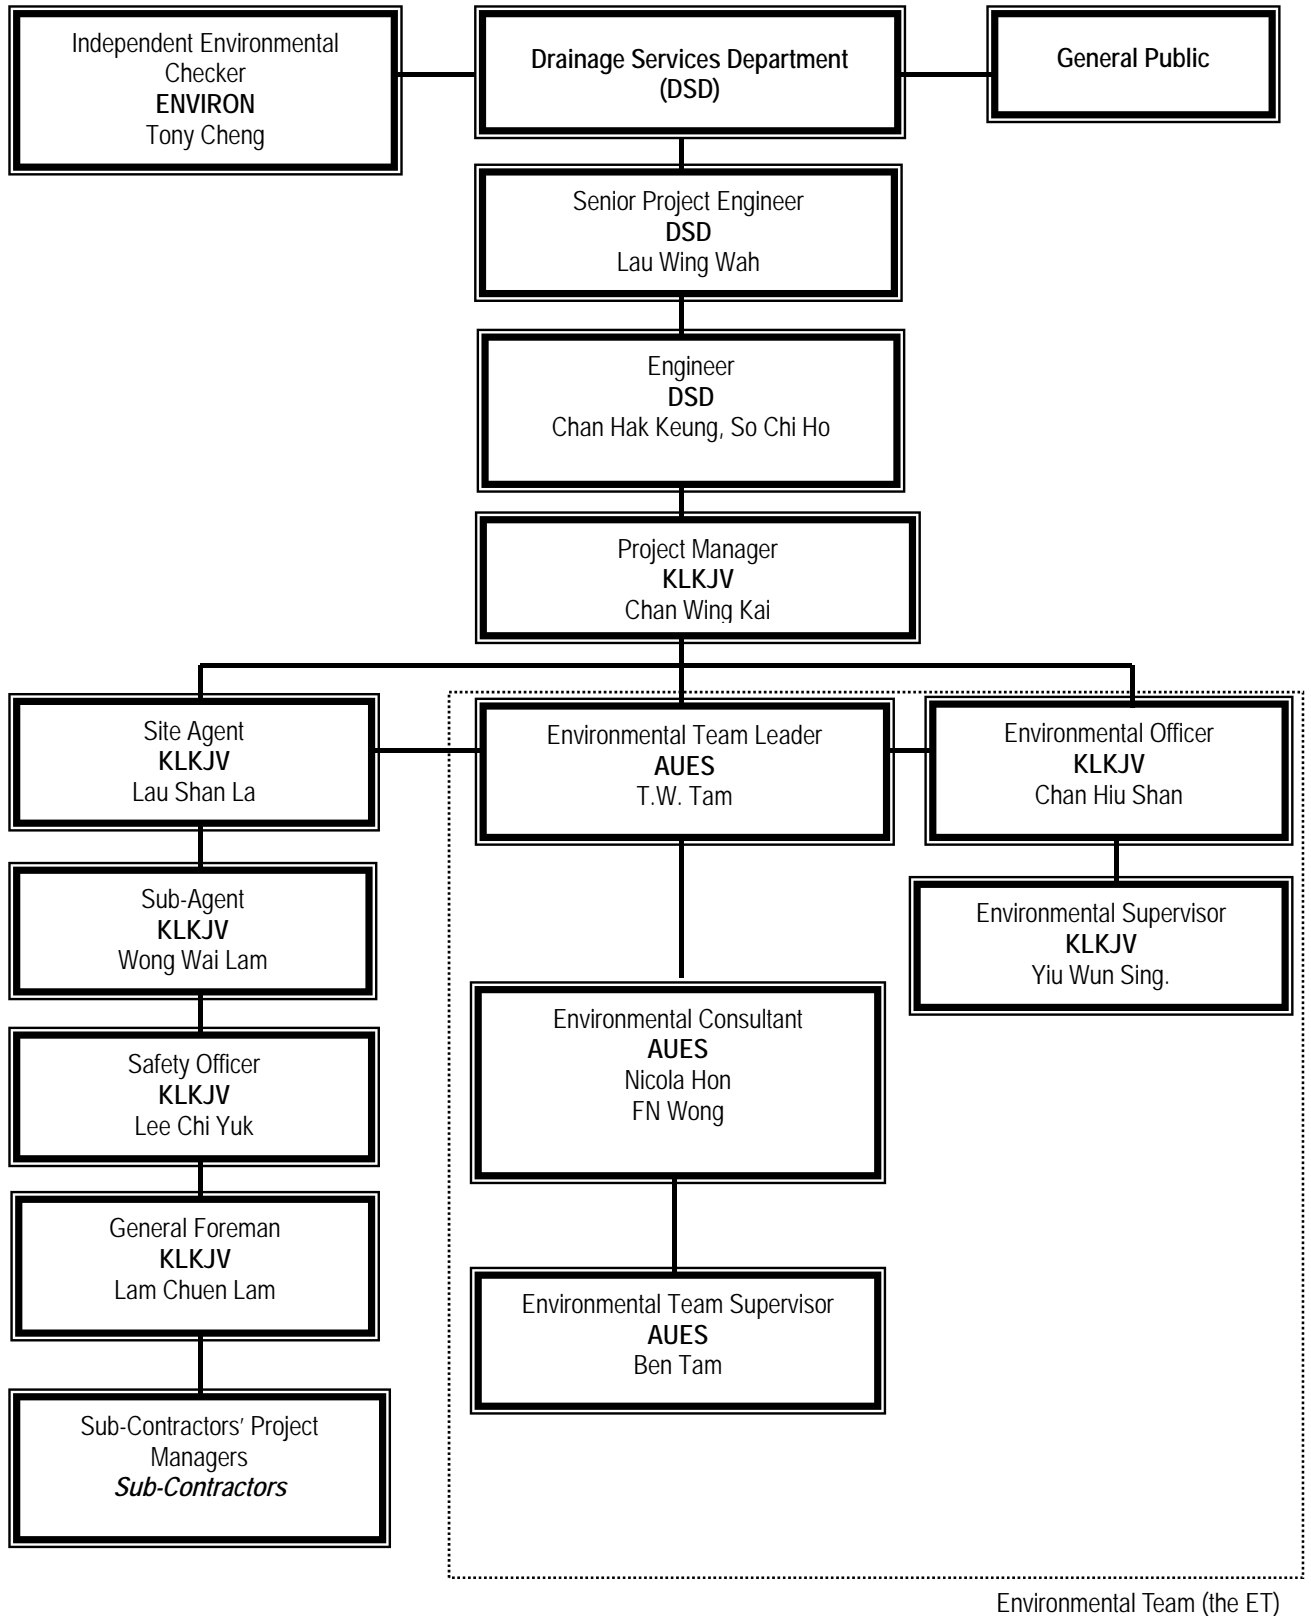 Independent Environmental
Checker
ENVIRON
Tony Cheng
Drainage Services Department
(DSD)
General Public
Senior Project Engineer
DSD
Lau Wing Wah
Engineer
DSD
Chan Hak Keung, So Chi Ho
Project Manager
KLKJV
Chan Wing Kai
Site Agent
KLKJV
Lau Shan La
Environmental Team Leader
AUES
T.W. Tam
Environmental Officer
KLKJV
Chan Hiu Shan
Sub-Agent
KLKJV
Wong Wai Lam
Environmental Supervisor
KLKJV
Yiu Wun Sing.
Safety Officer
KLKJV
Lee Chi Yuk
Environmental Consultant
AUES
Nicola Hon
FN Wong
General Foreman
KLKJV
Lam Chuen Lam
Environmental Team Supervisor
AUES
Ben Tam
Sub-Contractors’ Project
Managers
Sub-Contractors
Environmental Team (the ET)